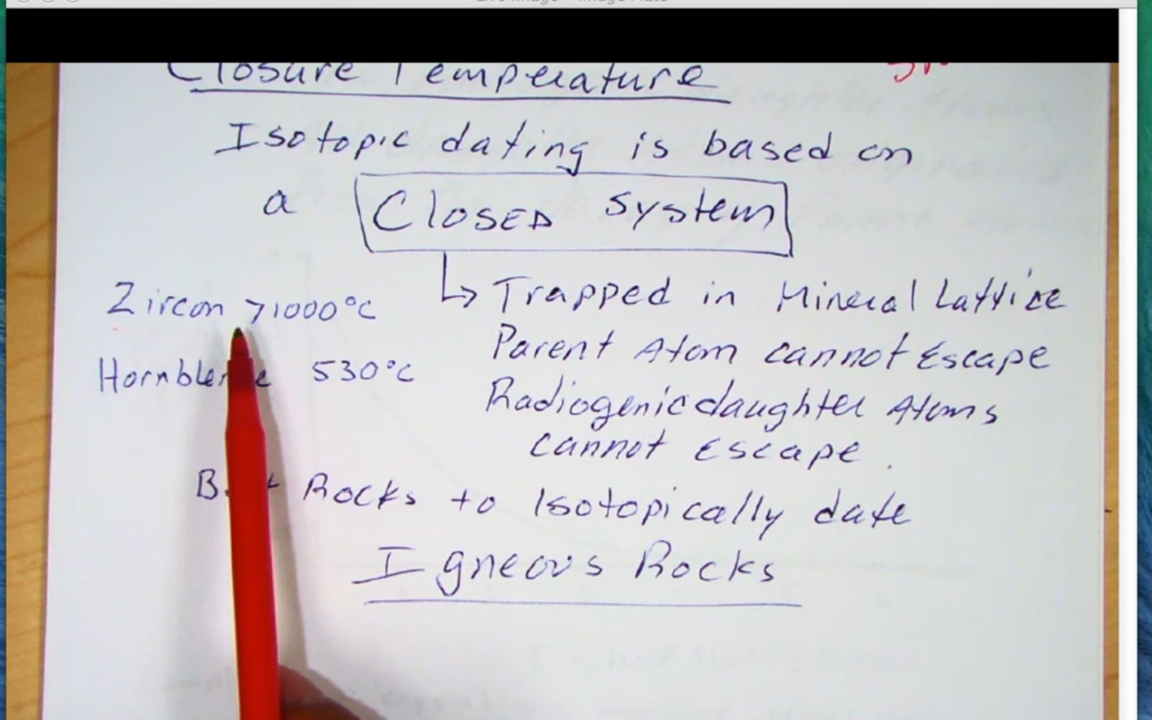 Closure Temperature
Isotopic dating is based on
a Closed System
Zircon >1000°C
Hornble e 530°C
Trapped in Mineral Lattice
Parent Atom cannot Escape
Radiogenic daughter Atoms
cannot Escape.
Rocks to Isotopically date
Igneous Rocks